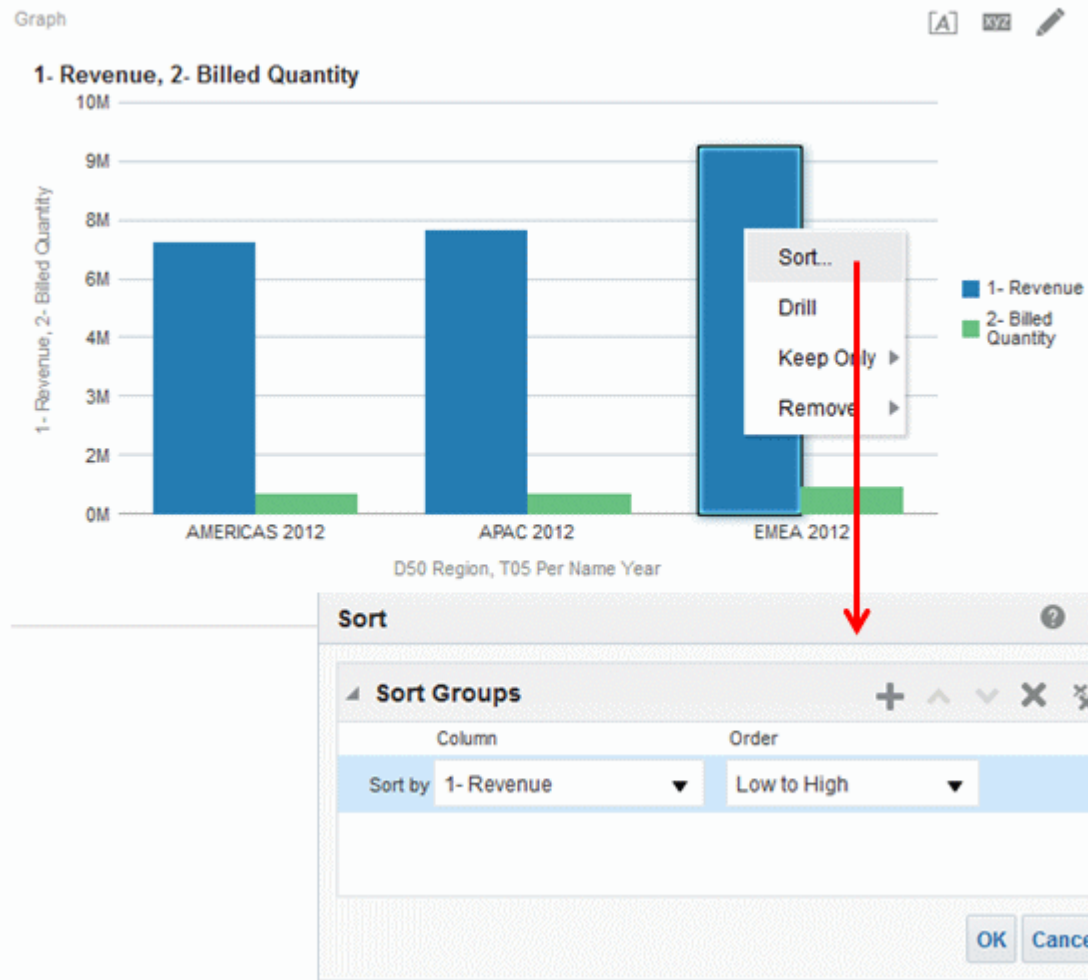 Graph
[A] xyz
1- Revenue, 2- Billed Quantity
10M
9M
8M
6M
4M
3M
2M
0M
1- Revenue, 2- Billed Quantity
AMERICAS 2012
APAC 2012
EMEA 2012
D50 Region, T05 Per Name Year
1- Revenue
2- Billed
Quantity
Sort...
Drill
Keep Only
Remove
Sort
?
Sort Groups
Column Order
Sort by 1- Revenue Low to High
OK Cance